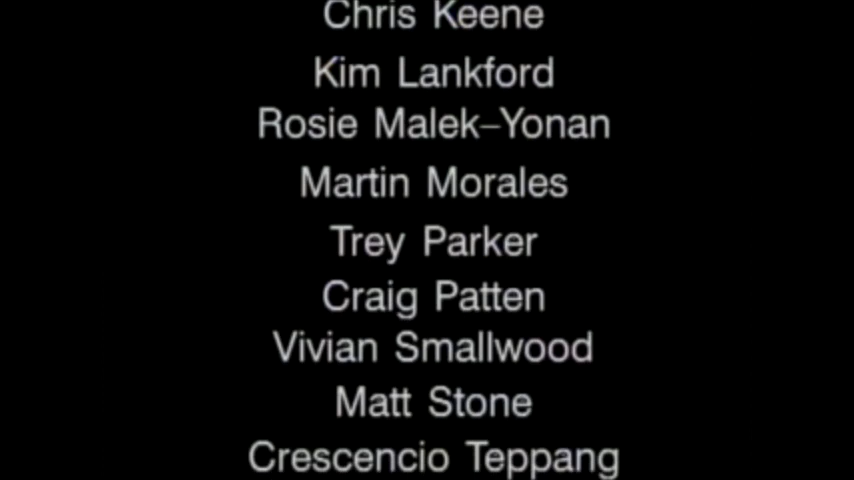 Chris Keene
Kim Lankford
Rosie Malek–Yonan
Martin Morales
Trey Parker
Craig Patten
Vivian Smallwood
Matt Stone
Crescencio Teppang